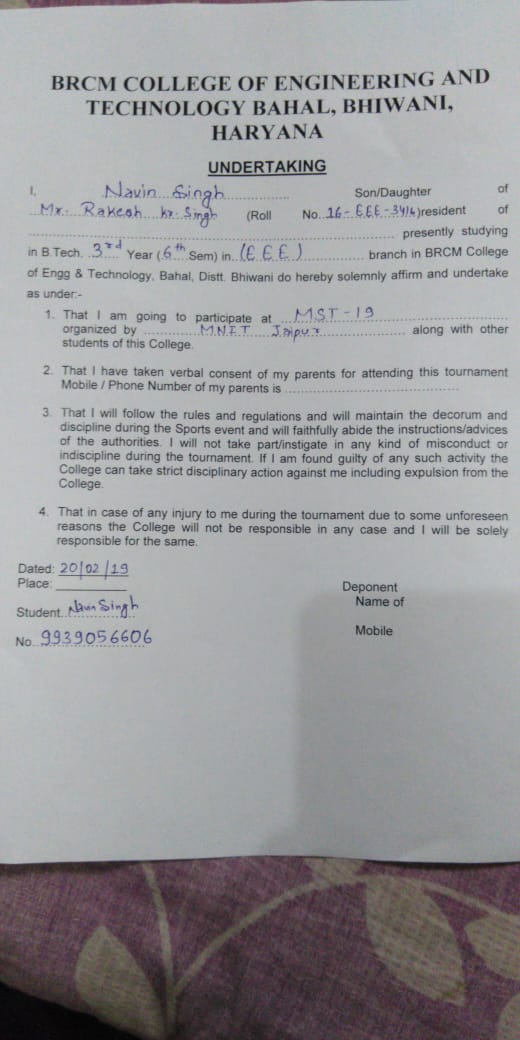 BRCM COLLEGE OF ENGINEERING AND
TECHNOLOGY BAHAL, BHIWANI,
HARYANA
UNDERTAKING
I, Navin Singh Son/Daughter of
Mr. Rakesh kr. Singh (Roll No. 16-EEE-3414) resident of
presently studying
in B.Tech. 3rd Year (6th Sem) in (E E E) branch in BRCM College
of Engg & Technology, Bahal, Distt. Bhiwani do hereby solemnly affirm and undertake
as under:-
1. That I am going to participate at MST-19
organized by MNIT Jaipur along with other
students of this College.
2. That I have taken verbal consent of my parents for attending this tournament
Mobile / Phone Number of my parents is
3. That I will follow the rules and regulations and will maintain the decorum and
discipline during the Sports event and will faithfully abide the instructions/advices
of the authorities. I will not take part/instigate in any kind of misconduct or
indiscipline during the tournament. If I am found guilty of any such activity the
College can take strict disciplinary action against me including expulsion from the
College.
4. That in case of any injury to me during the tournament due to some unforeseen
reasons the College will not be responsible in any case and I will be solely
responsible for the same.
Dated: 20/02/19
Place:
Deponent
Name of
Student. Navin Singh
Mobile
No. 9939056606